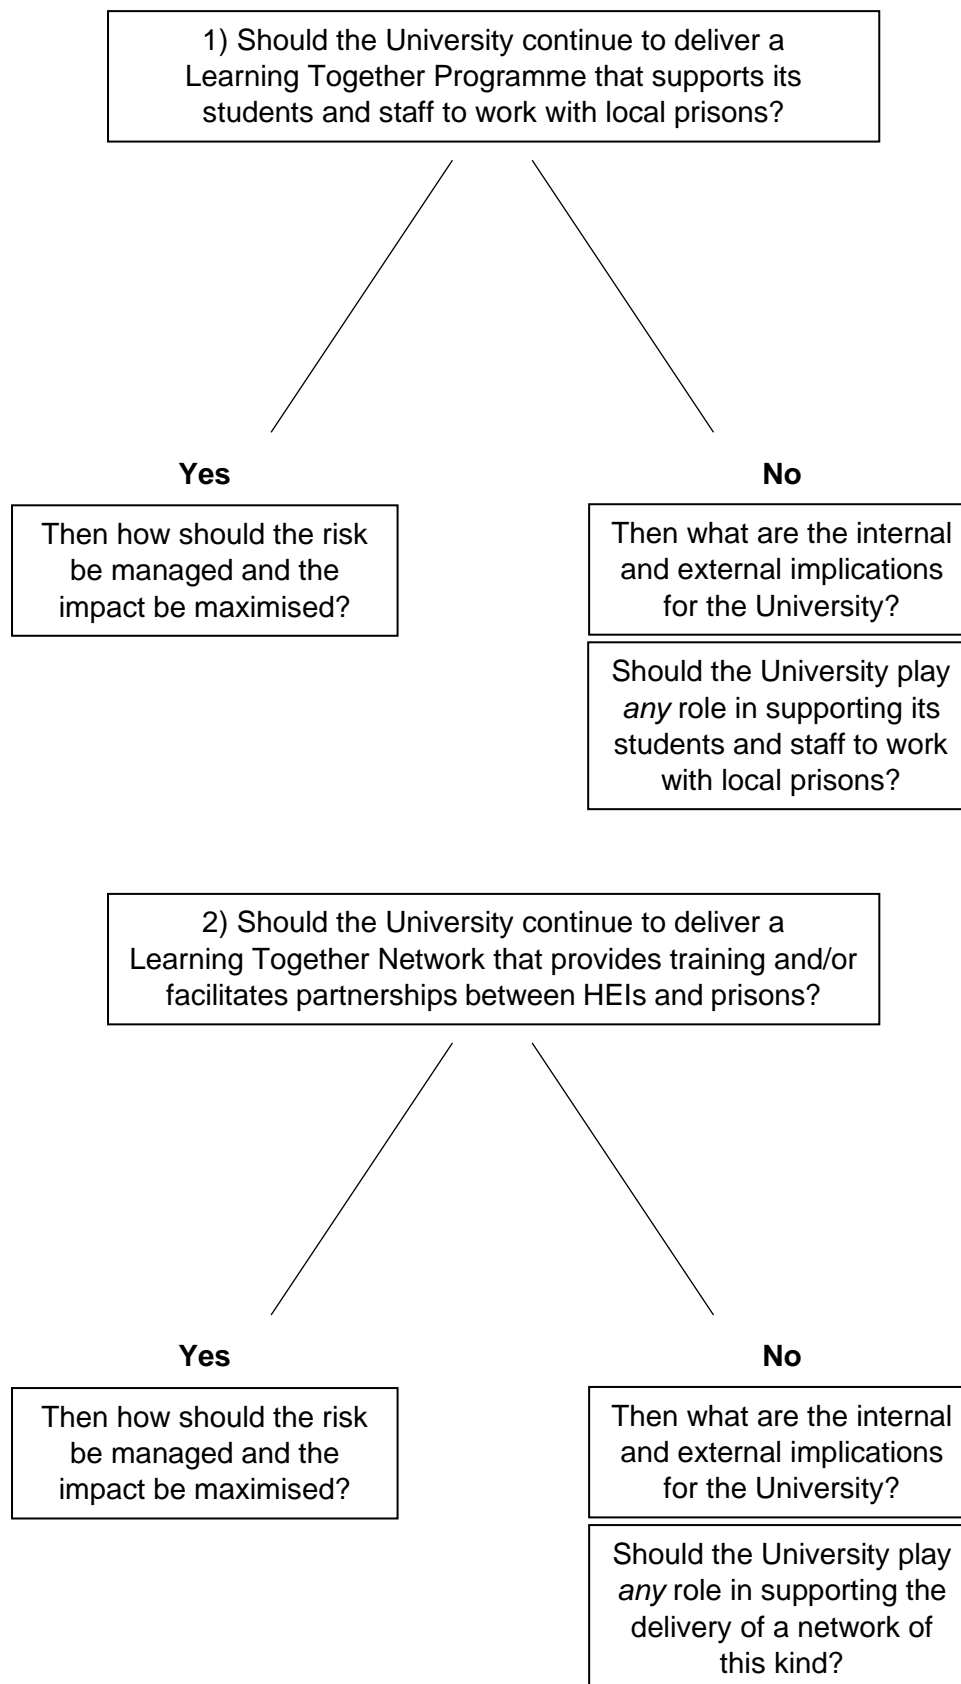 1) Should the University continue to deliver a
Learning Together Programme that supports its
students and staff to work with local prisons?
Yes
Then how should the risk
be managed and the
impact be maximised?
No
Then what are the internal
and external implications
for the University?
Should the University play
any role in supporting its
students and staff to work
with local prisons?
2) Should the University continue to deliver a
Learning Together Network that provides training and/or
facilitates partnerships between HEIs and prisons?
Yes
Then how should the risk
be managed and the
impact be maximised?
No
Then what are the internal
and external implications
for the University?
Should the University play
any role in supporting the
delivery of a network of
this kind?